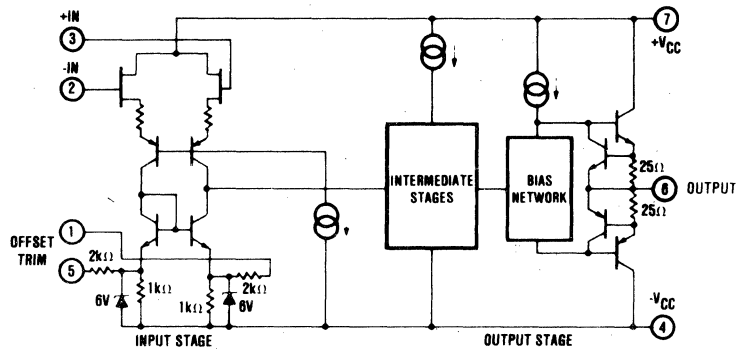 +IN
3
-IN
2
7
+VCC
INTERMEDIATE
STAGES
BIAS
NETWORK
25Ω
6 OUTPUT
25Ω
1
OFFSET
TRIM
5
2kΩ
6V
1kΩ
1kΩ
6V
2kΩ
-VCC
4
INPUT STAGE
OUTPUT STAGE